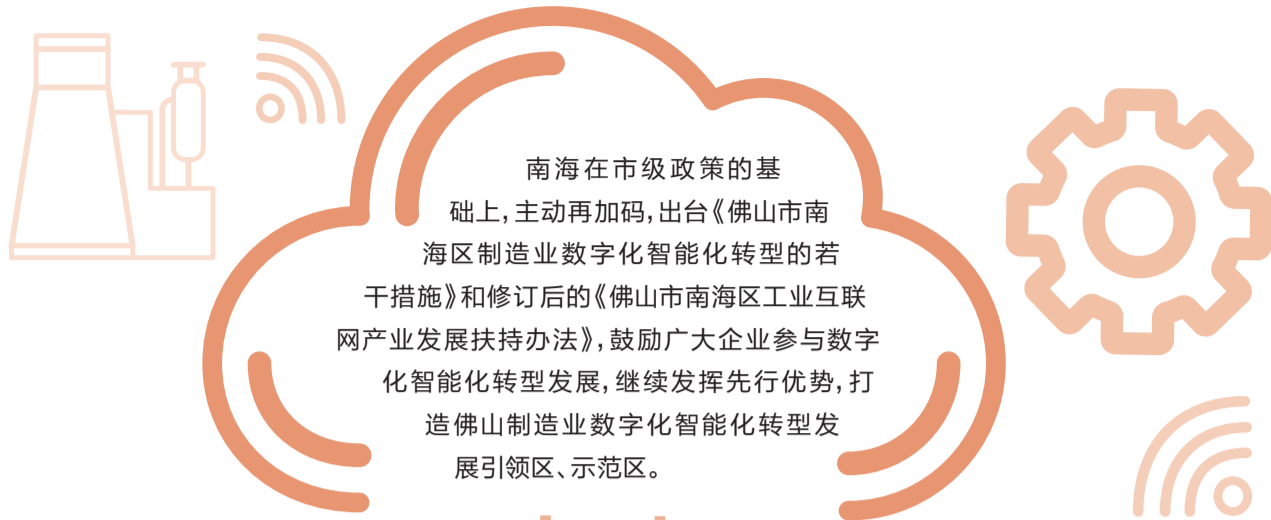 南海在市级政策的基
础上，主动再加码，出台《佛山市南
海区制造业数字化智能化转型的若
干措施》和修订后的《佛山市南海区工业互联
网产业发展扶持办法》，鼓励广大企业参与数字
化智能化转型发展，继续发挥先行优势，打
造佛山制造业数字化智能化转型发
展引领区、示范区。